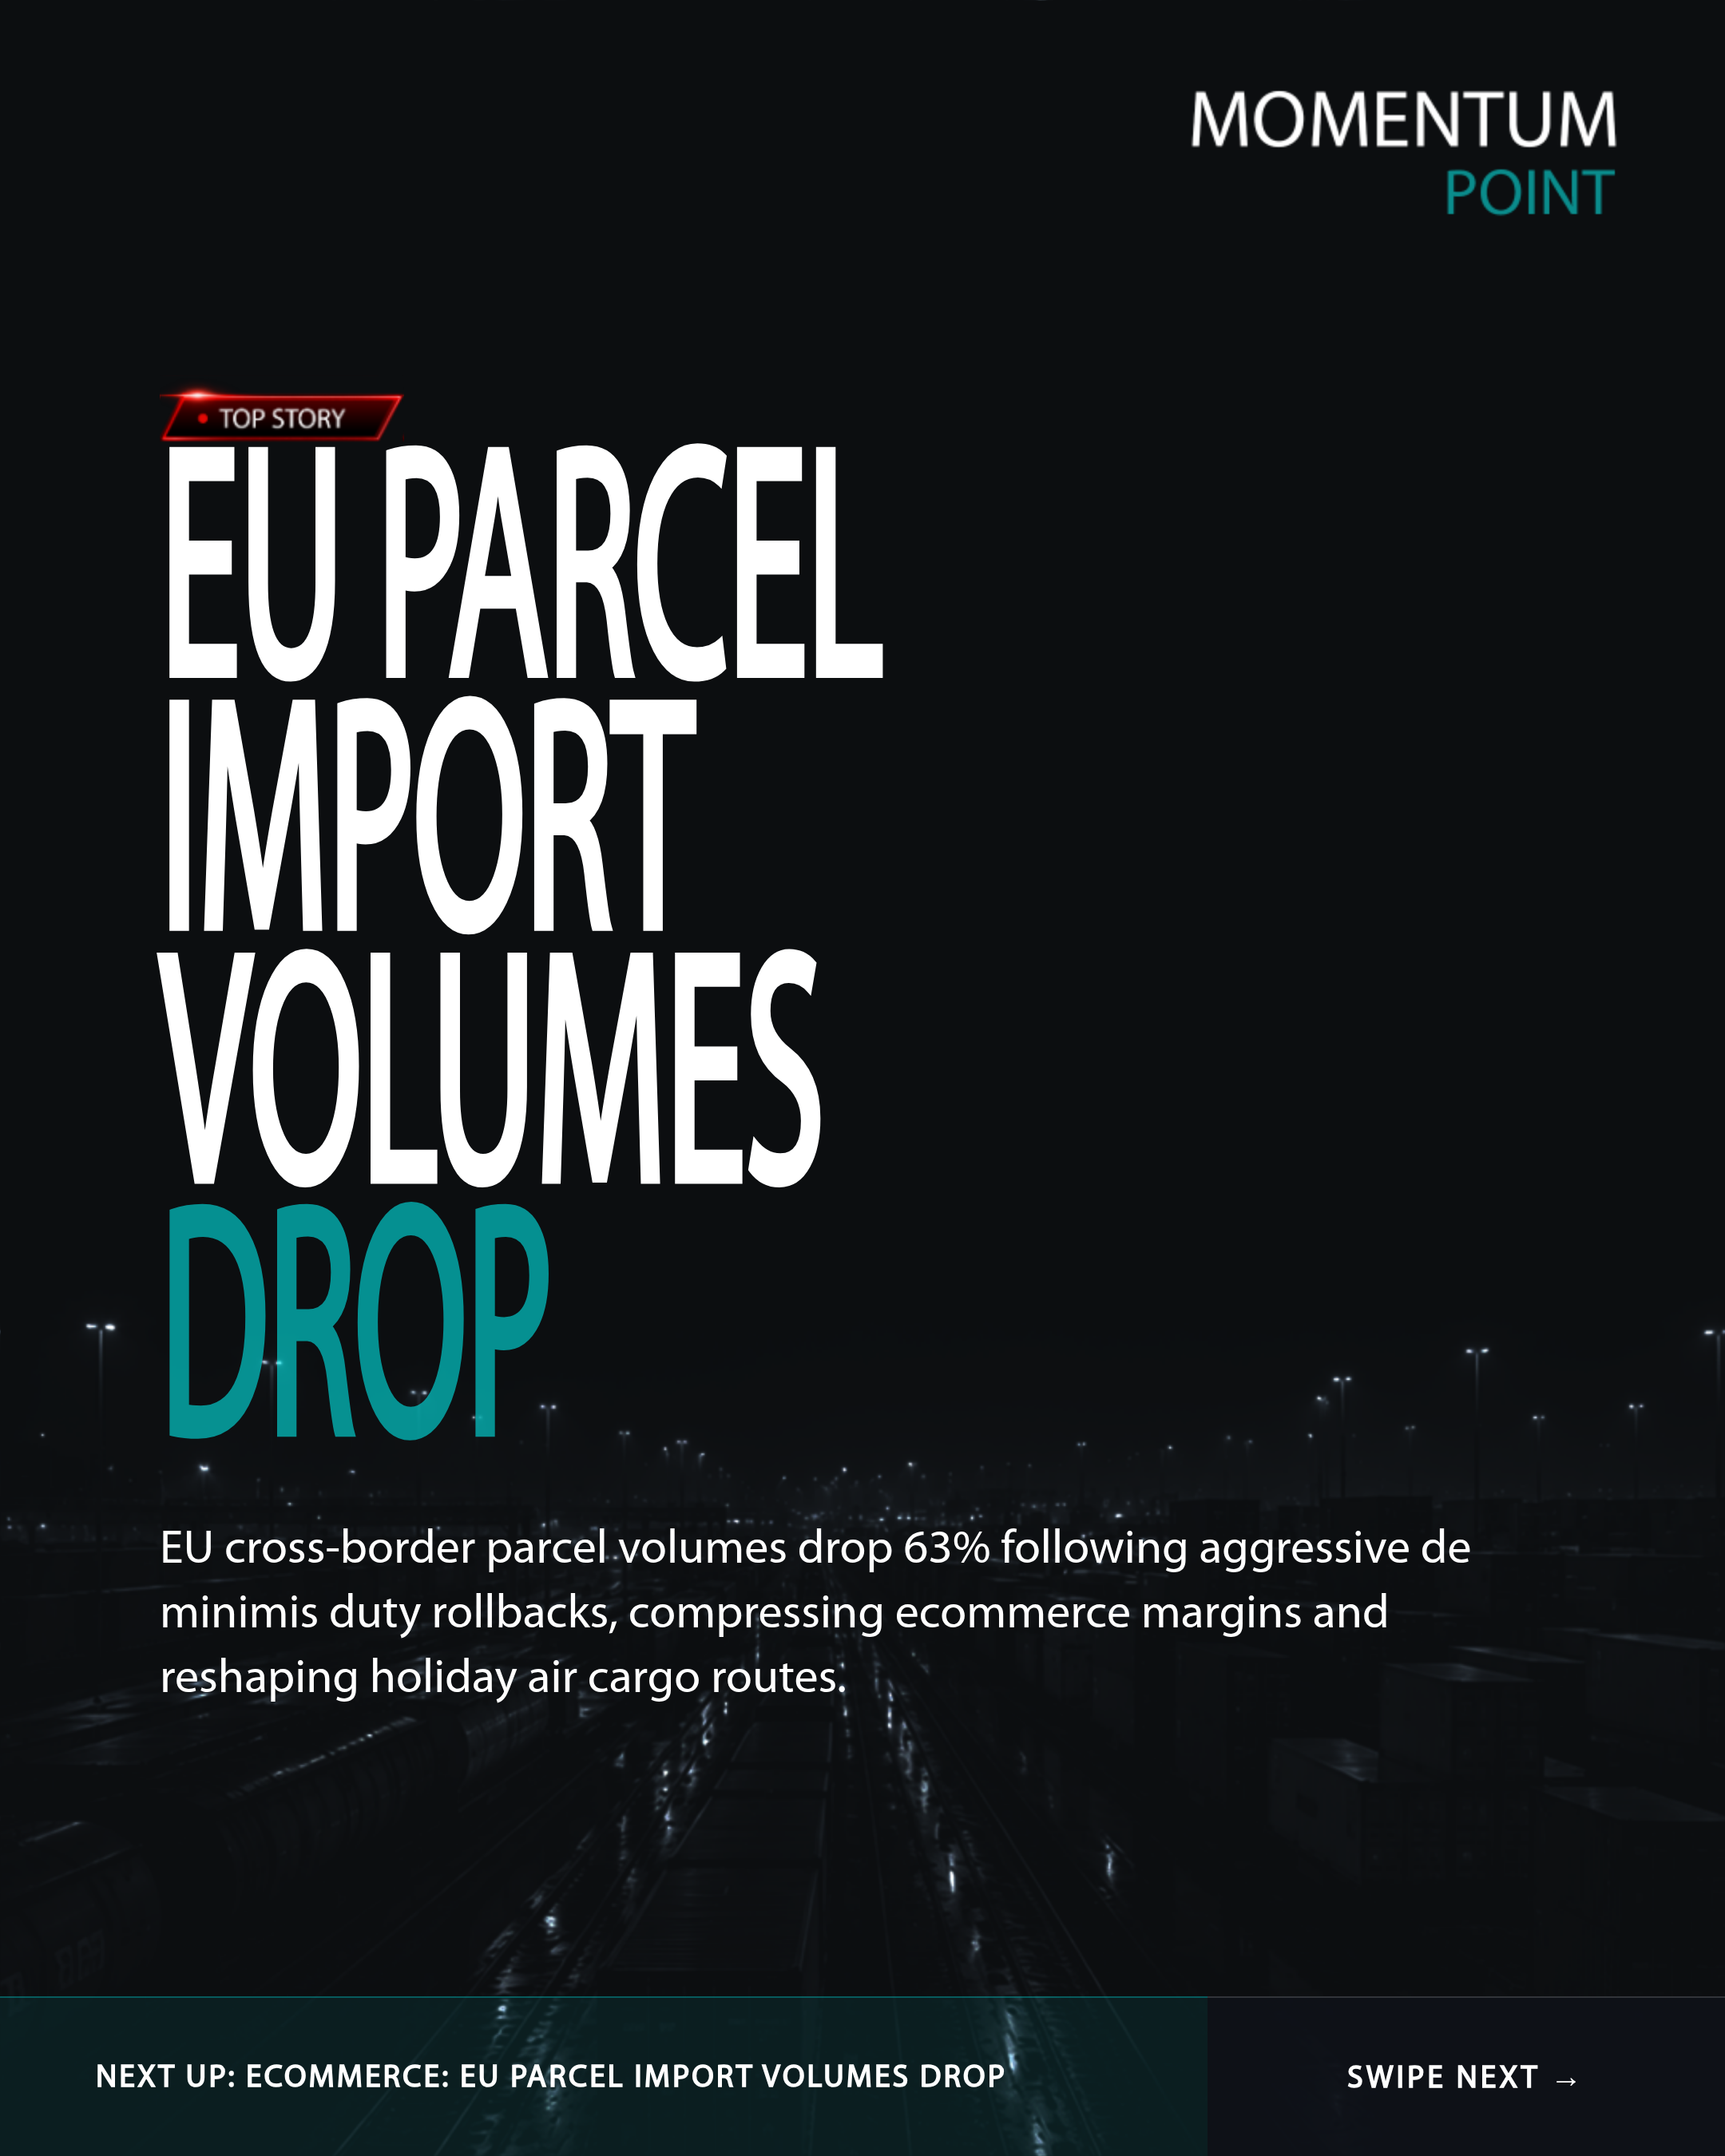 MOMENTUM
POINT
TOP STORY
EU PARCEL
IMPORT
VOLUMES
DROP
EU cross-border parcel volumes drop 63% following aggressive de
minimis duty rollbacks, compressing ecommerce margins and
reshaping holiday air cargo routes.
NEXT UP: ECOMMERCE: EU PARCEL IMPORT VOLUMES DROP
SWIPE NEXT →